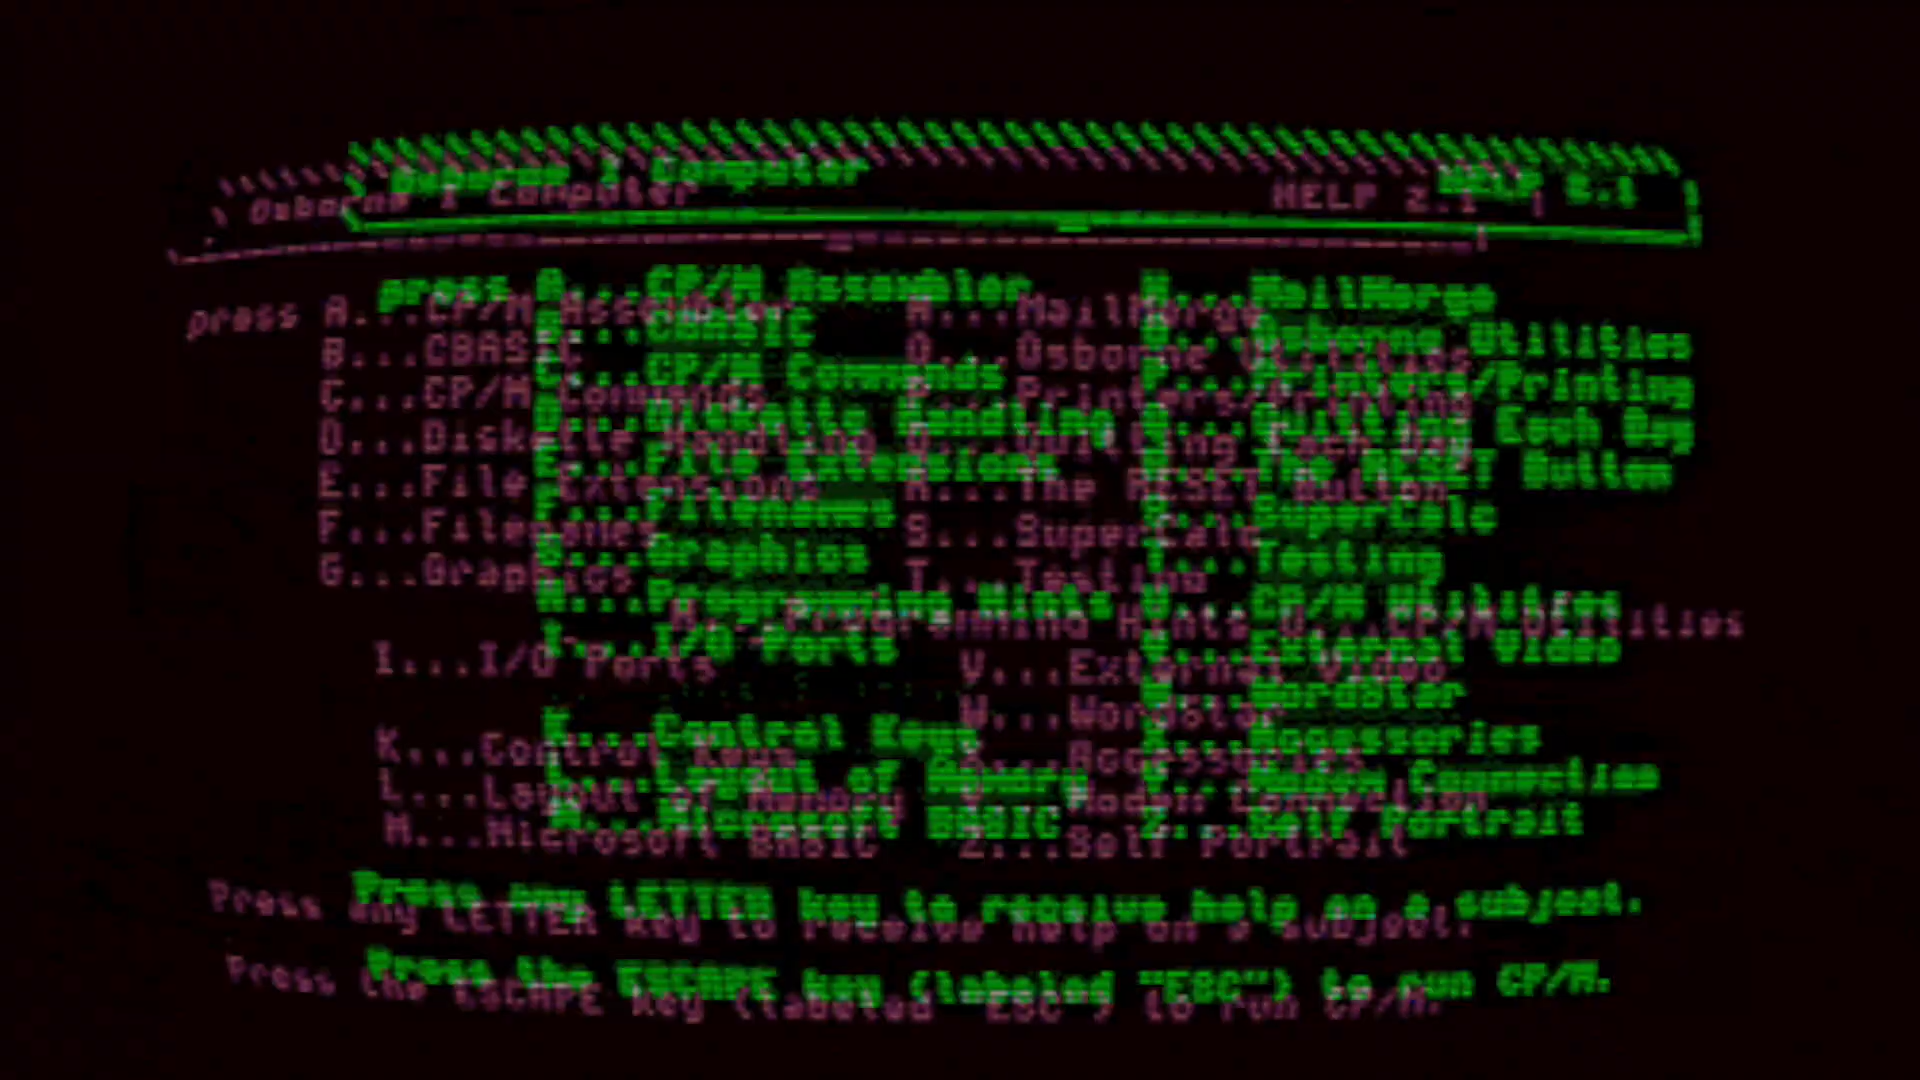 Osborne 1 Computer HELP 2.1
press A...CP/M Assembler N...MailMerge
B...CBASIC O...Osborne Utilities
C...CP/M Commands P...Printers/Printing
D...Diskette Handling Q...Quitting Each Day
E...File Extensions R...The RESET Button
F...Filenames S...SuperCalc
G...Graphics T...Testing
H...Programming Hints U...CP/M Utilities
I...I/O Ports V...External Video
W...WordStar
K...Control Keys X...Accessories
L...Layout of Memory Y...Modem Connection
M...Microsoft BASIC Z...Self Portrait
Press any LETTER key to receive help on a subject.
Press the ESCAPE key (labeled "ESC") to run CP/M.